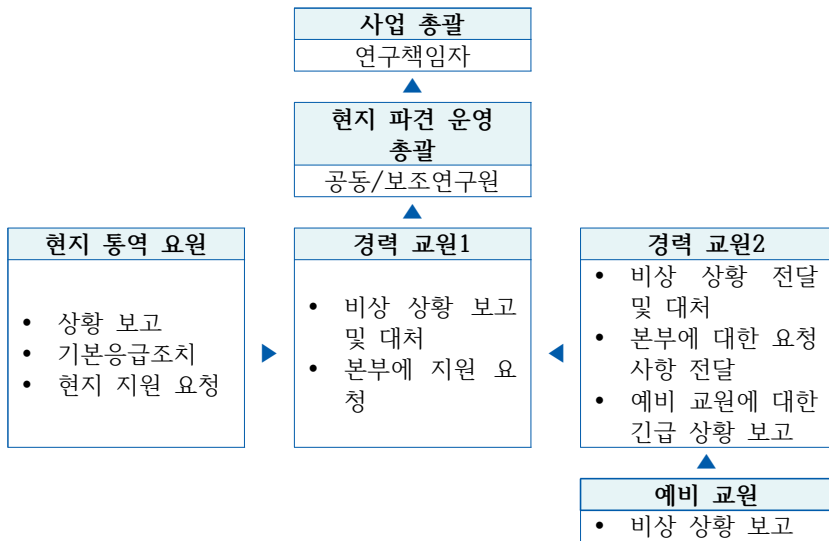 사업 총괄
연구책임자
현지 파견 운영
총괄
공동/보조연구원
현지 통역 요원
• 상황 보고
• 기본응급조치
• 현지 지원 요청
경력 교원1
• 비상 상황 보고
및 대처
• 본부에 지원 요
청
경력 교원2
• 비상 상황 전달
및 대처
• 본부에 대한 요청
사항 전달
• 예비 교원에 대한
긴급 상황 보고
예비 교원
• 비상 상황 보고